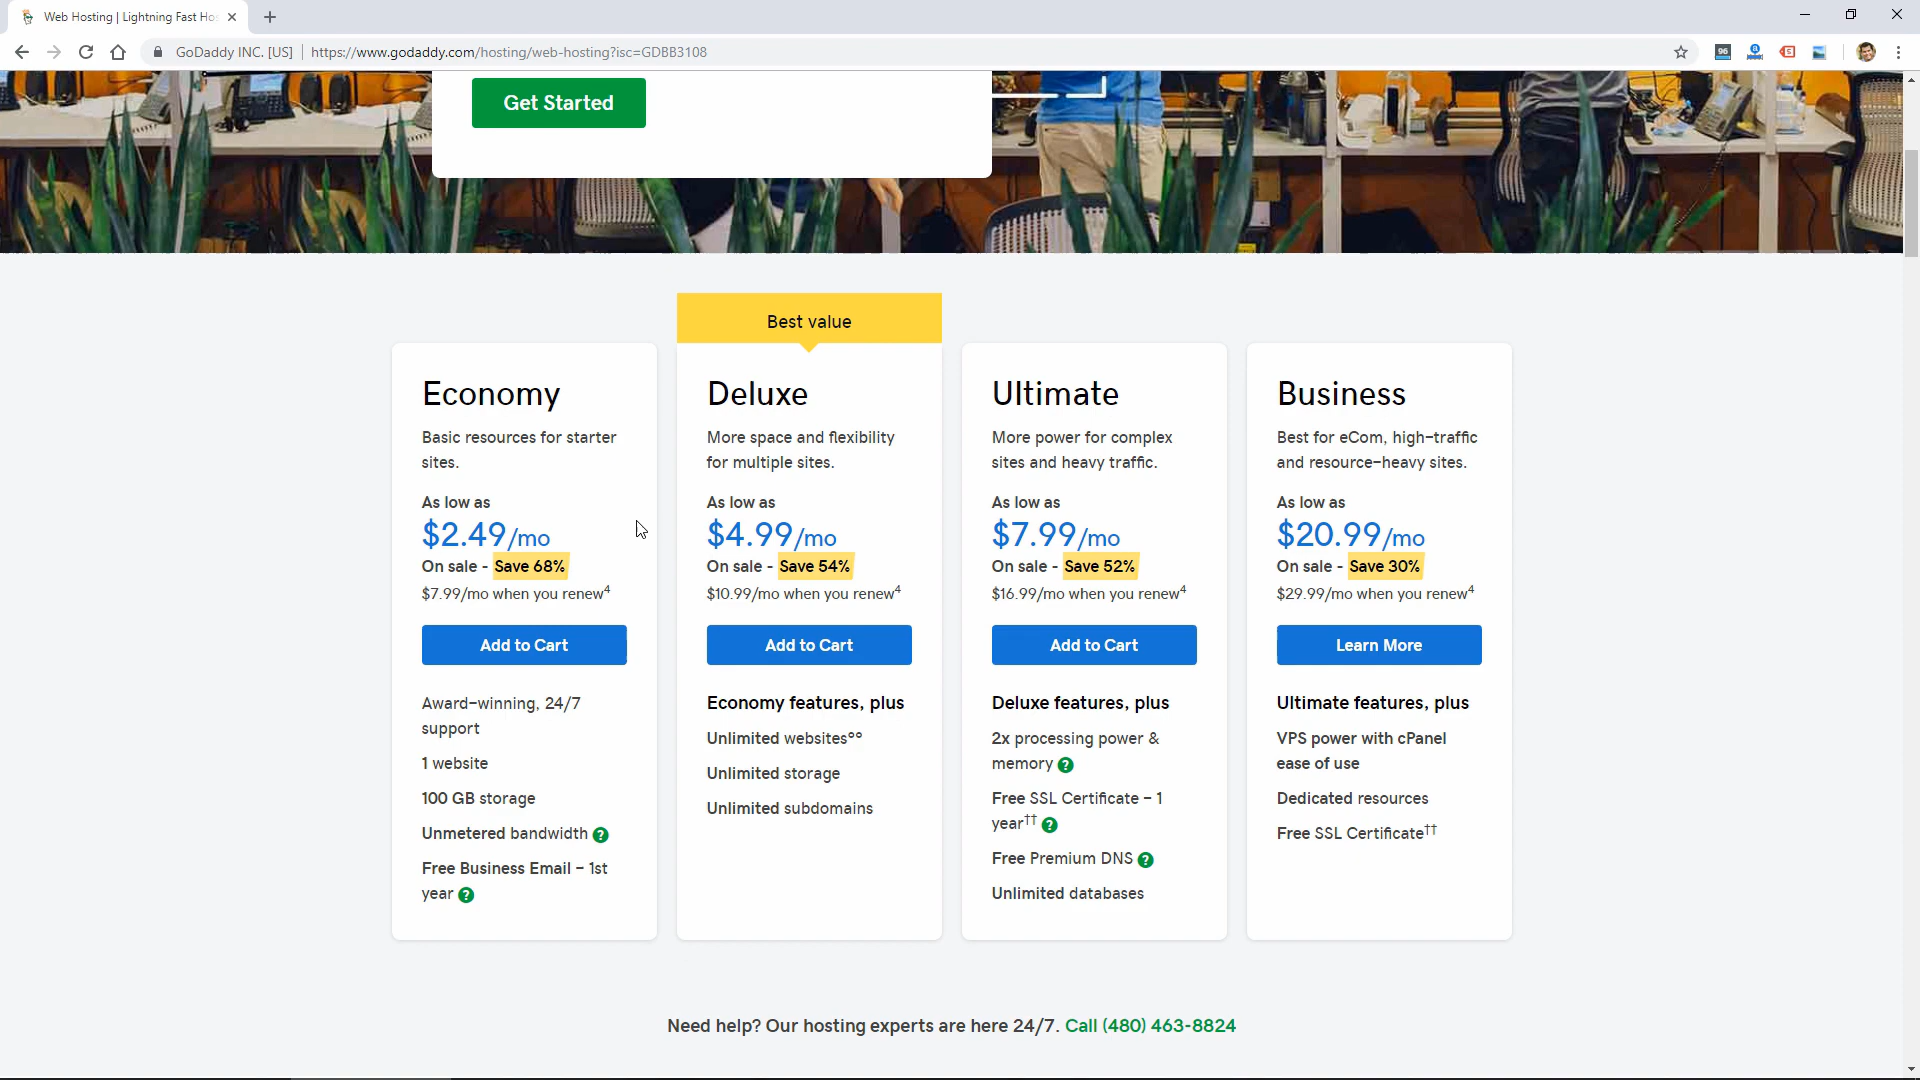 Web Hosting | Lightning Fast Hos
GoDaddy INC. [US] | https://www.godaddy.com/hosting/web-hosting?isc=GDBB3108
96
Get Started
Best value
Economy
Basic resources for starter
sites.
As low as
$2.49/mo
On sale - Save 68%
$7.99/mo when you renew⁴
Add to Cart
Award-winning, 24/7
support
1 website
100 GB storage
Unmetered bandwidth ?
Free Business Email - 1st
year ?
Deluxe
More space and flexibility
for multiple sites.
As low as
$4.99/mo
On sale - Save 54%
$10.99/mo when you renew⁴
Add to Cart
Economy features, plus
Unlimited websites°°
Unlimited storage
Unlimited subdomains
Ultimate
More power for complex
sites and heavy traffic.
As low as
$7.99/mo
On sale - Save 52%
$16.99/mo when you renew⁴
Add to Cart
Deluxe features, plus
2x processing power &
memory ?
Free SSL Certificate - 1
year†† ?
Free Premium DNS ?
Unlimited databases
Business
Best for eCom, high-traffic
and resource-heavy sites.
As low as
$20.99/mo
On sale - Save 30%
$29.99/mo when you renew⁴
Learn More
Ultimate features, plus
VPS power with cPanel
ease of use
Dedicated resources
Free SSL Certificate††
Need help? Our hosting experts are here 24/7. Call (480) 463-8824